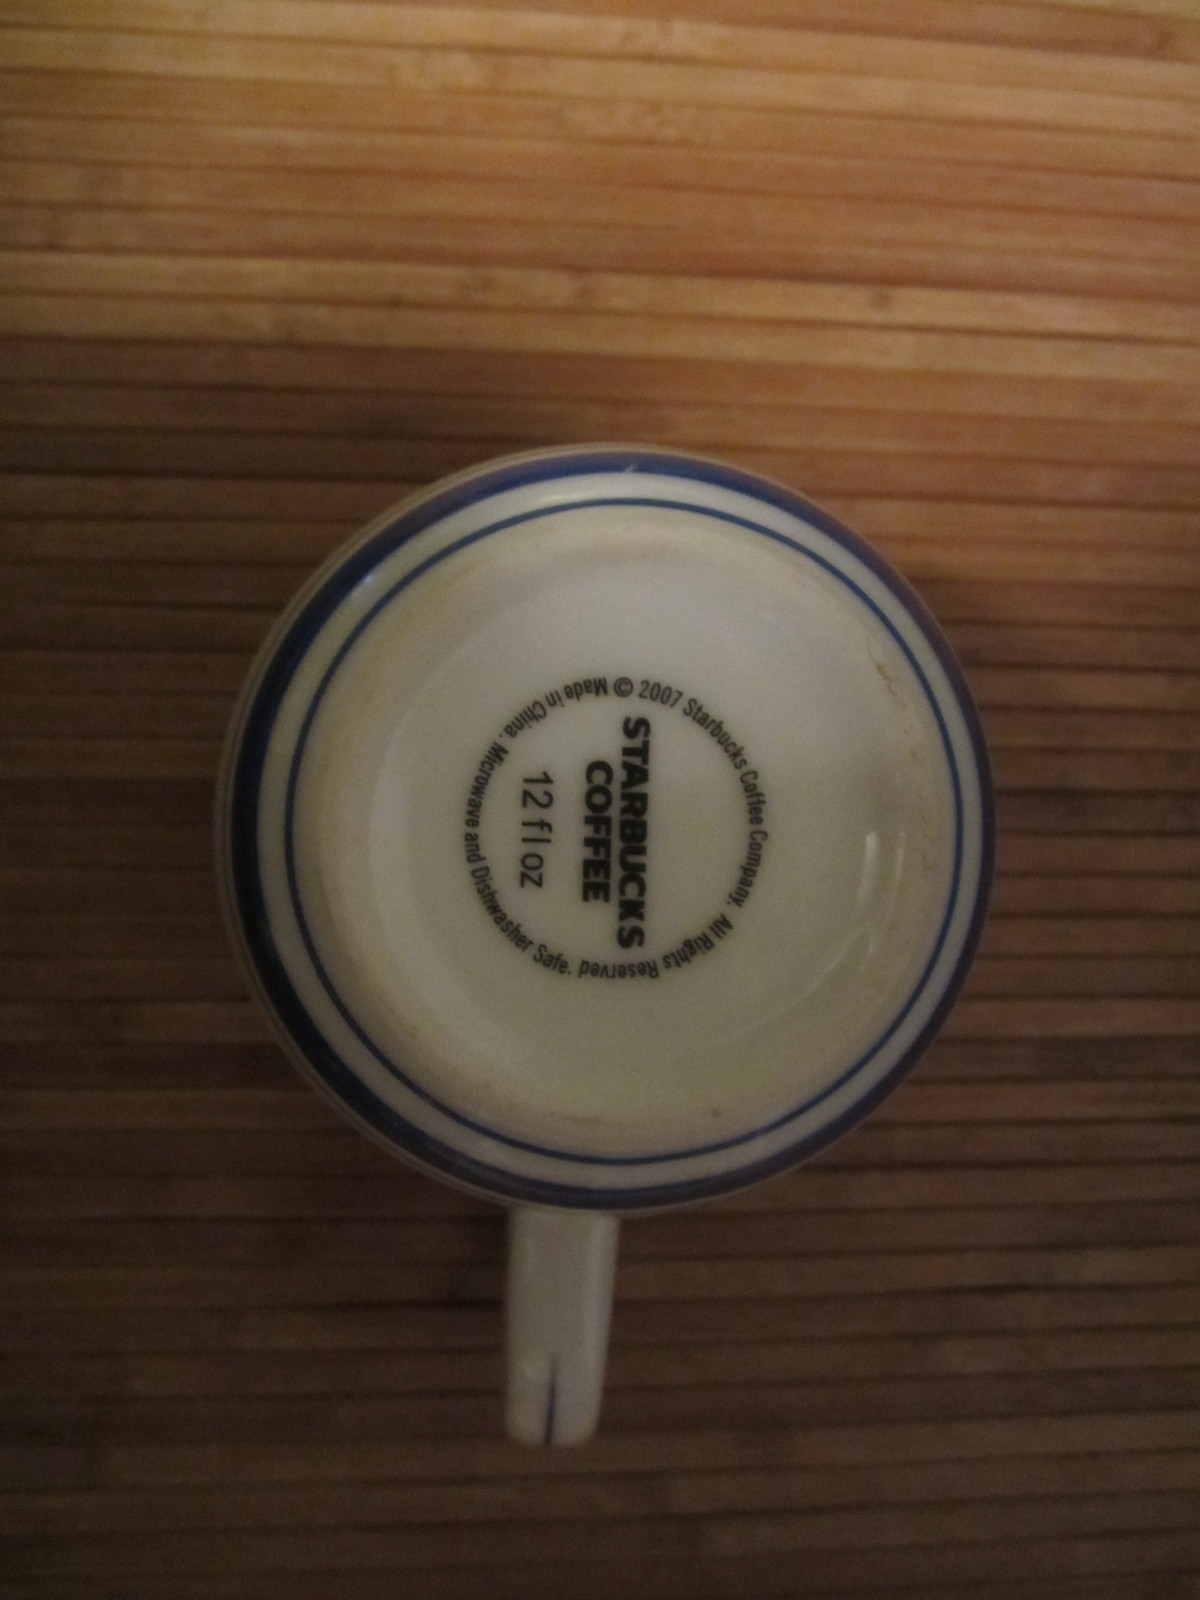 © 2007 Starbucks Coffee Company. All Rights Reserved
STARBUCKS
COFFEE
12 fl oz
Made in China. Microwave and Dishwasher Safe.